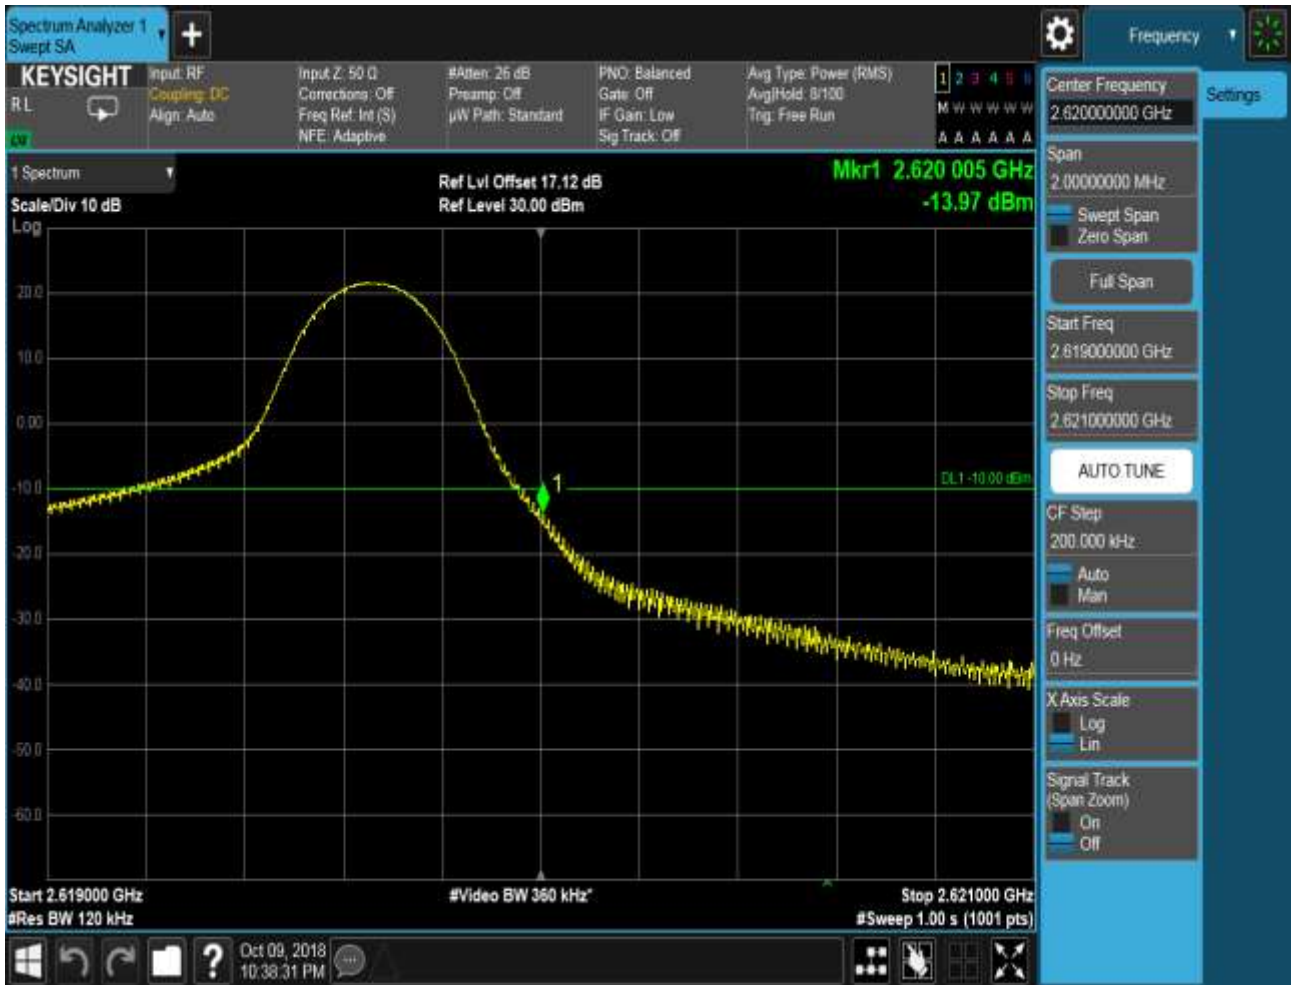 Spectrum Analyzer 1
Swept SA
Frequency
KEYSIGHT
RL
Input: RF
Coupling: DC
Align: Auto
Input Z: 50 Ω
Corrections: Off
Freq Ref: Int (S)
NFE: Adaptive
#Atten: 26 dB
Preamp: Off
µW Path: Standard
PNO: Balanced
Gate: Off
IF Gain: Low
Sig Track: Off
Avg Type: Power (RMS)
Avg|Hold: 8/100
Trig: Free Run
1 2 3 4 5 6
M W W W W W
A A A A A A
1 Spectrum
Scale/Div 10 dB
Log
Ref Lvl Offset 17.12 dB
Ref Level 30.00 dBm
Mkr1 2.620 005 GHz
-13.97 dBm
20.0
10.0
0.00
-10.0
-20.0
-30.0
-40.0
-50.0
-60.0
1
DL1 -10.00 dBm
Start 2.619000 GHz
#Res BW 120 kHz
#Video BW 360 kHz*
Stop 2.621000 GHz
#Sweep 1.00 s (1001 pts)
Oct 09, 2018
10:38:31 PM
Center Frequency
2.620000000 GHz
Settings
Span
2.00000000 MHz
Swept Span
Zero Span
Full Span
Start Freq
2.619000000 GHz
Stop Freq
2.621000000 GHz
AUTO TUNE
CF Step
200.000 kHz
Auto
Man
Freq Offset
0 Hz
X Axis Scale
Log
Lin
Signal Track
(Span Zoom)
On
Off